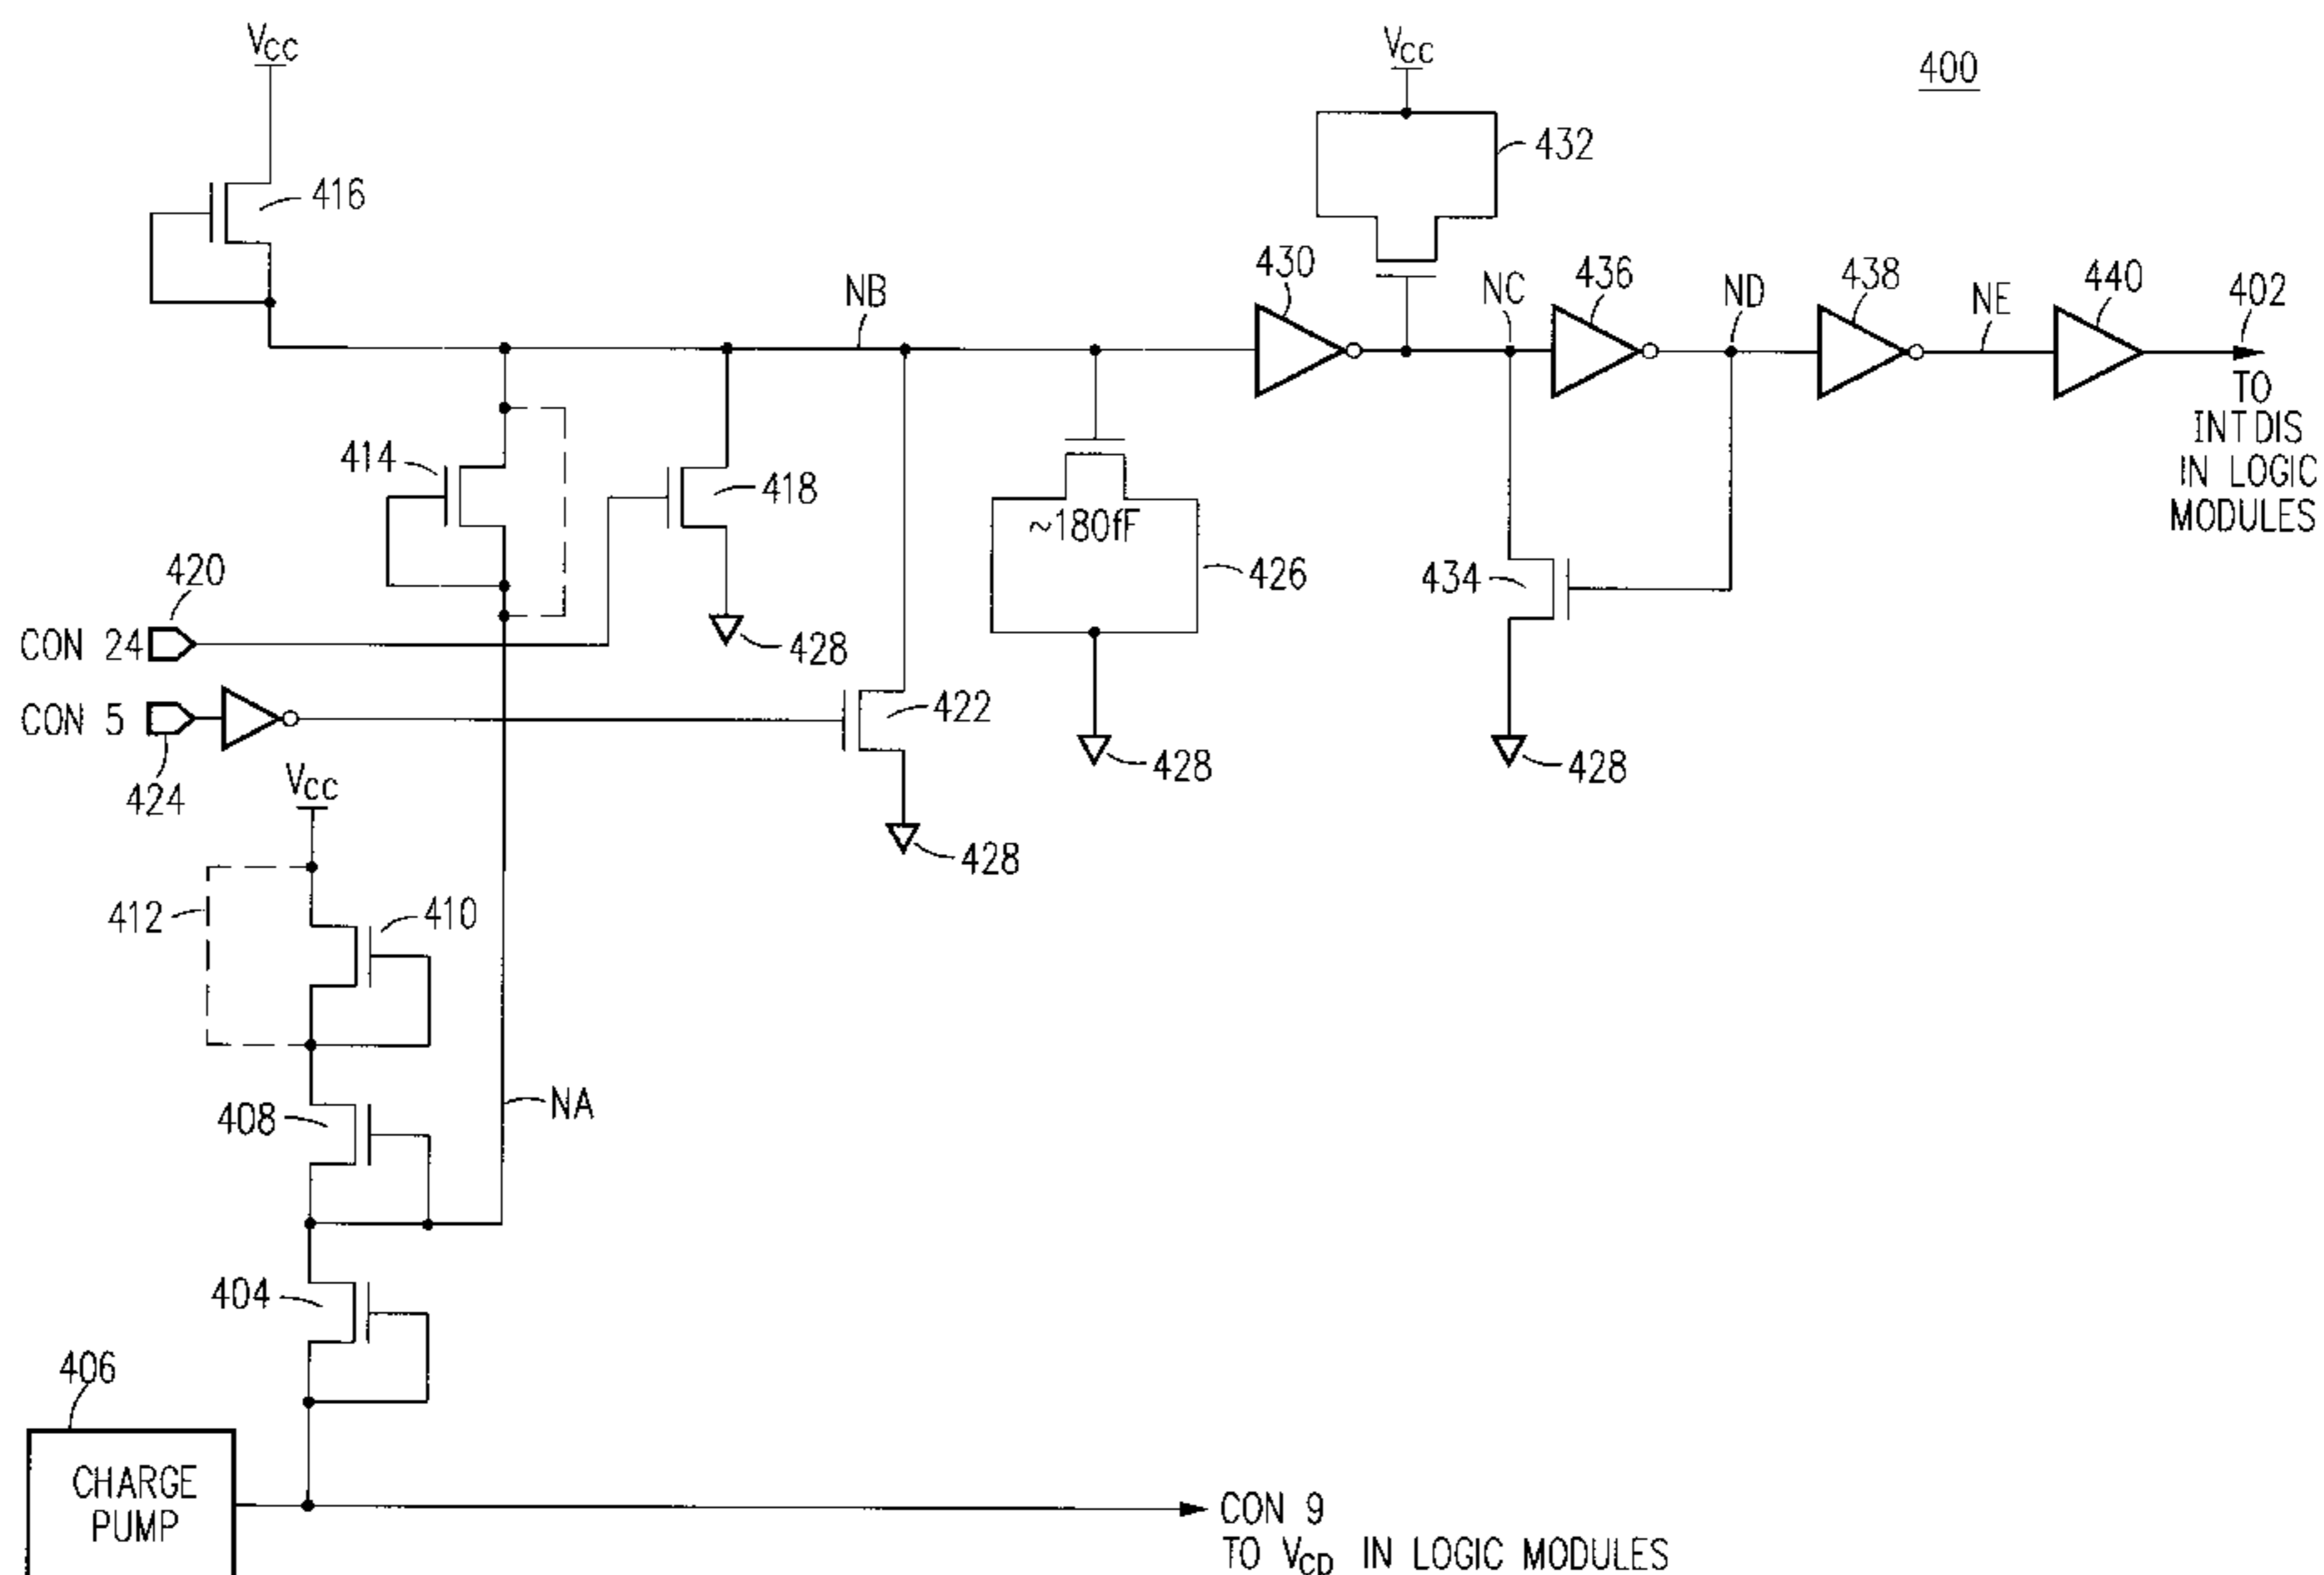 VCC
VCC
400
432
416
430
NC
436
ND
438
NE
440
402
NB
TO
INTDIS
IN LOGIC
MODULES
414
418
~180fF
426
434
420
CON 24
428
CON 5
422
428
428
424
VCC
428
412
410
408
NA
404
406
CHARGE
PUMP
CON 9
TO VCD IN LOGIC MODULES